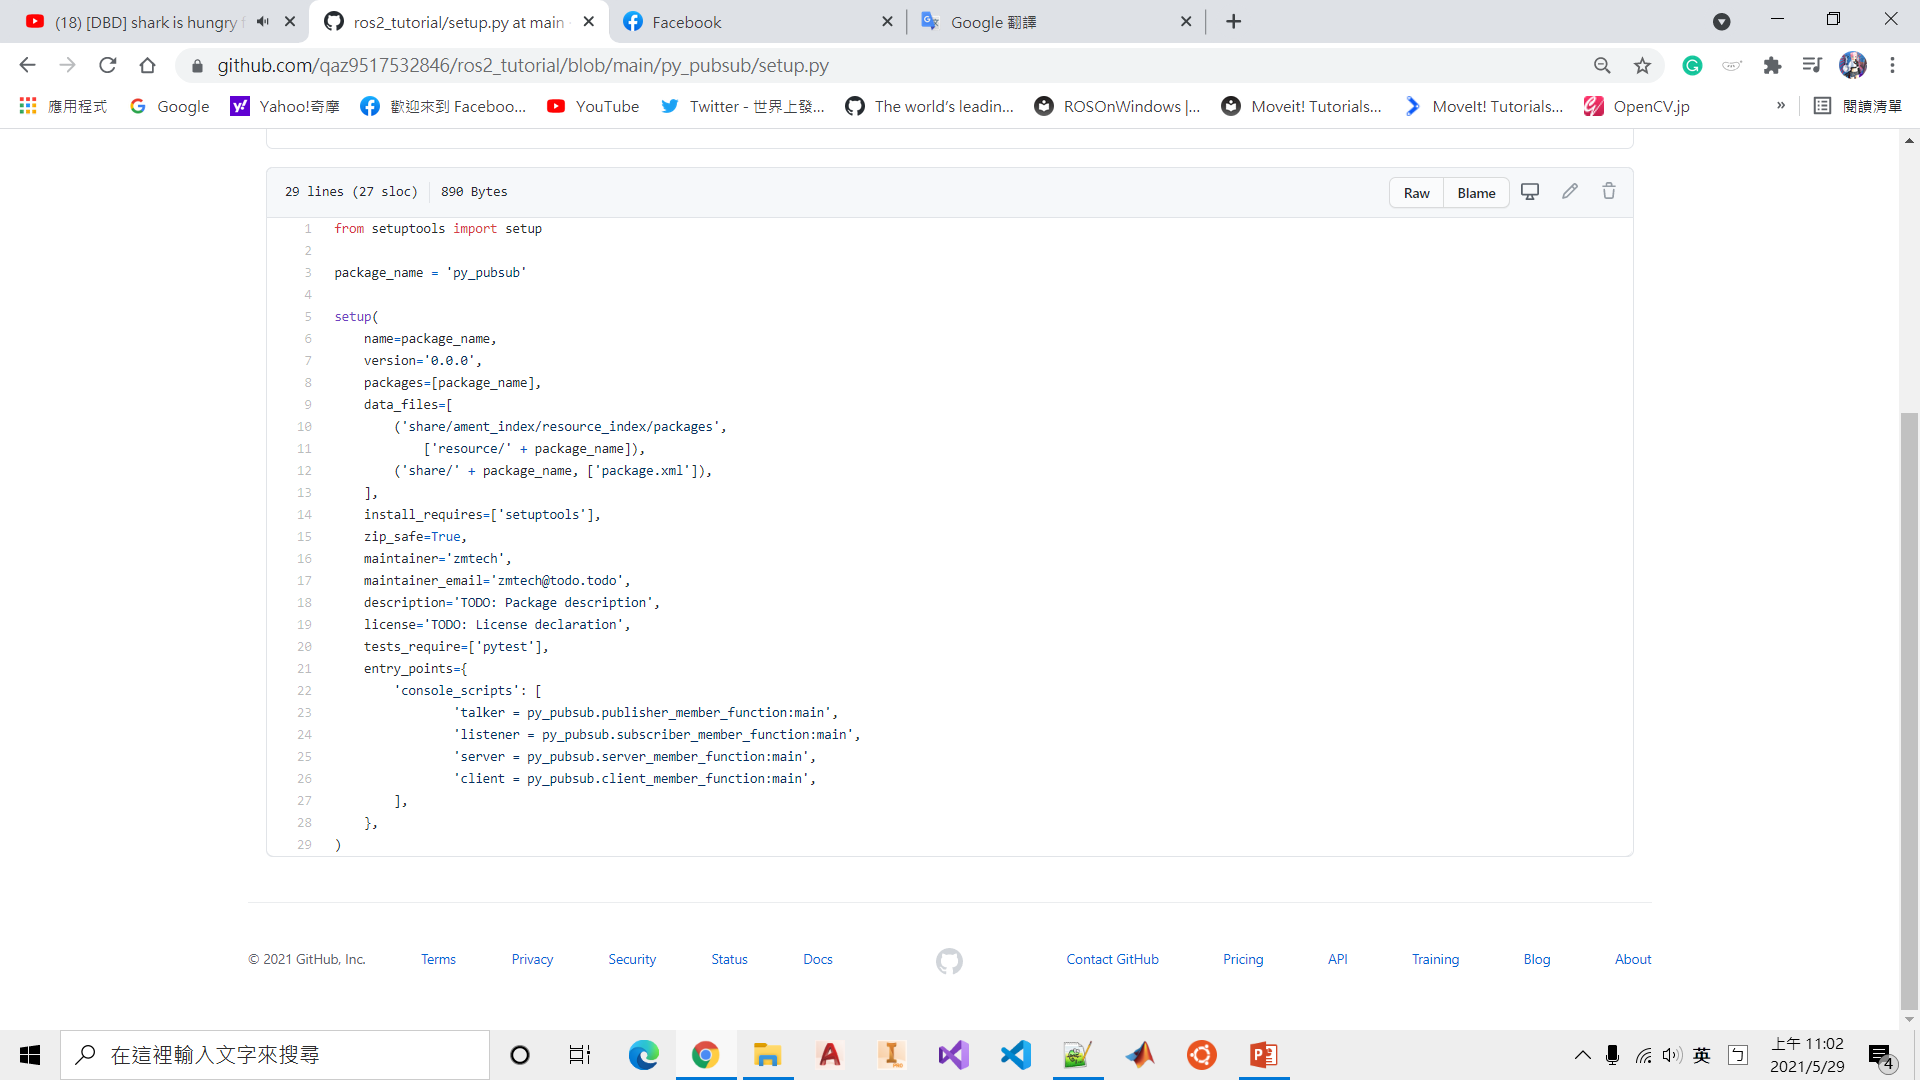 (18) [DBD] shark is hungry f
ros2_tutorial/setup.py at main
Facebook
Google 翻譯
github.com/qaz9517532846/ros2_tutorial/blob/main/py_pubsub/setup.py
應用程式
Google
Yahoo!奇摩
歡迎來到 Faceboo...
YouTube
Twitter - 世界上發...
The world's leadin...
ROSOnWindows |...
Moveit! Tutorials...
MoveIt! Tutorials...
OpenCV.jp
»
閱讀清單
29 lines (27 sloc)
890 Bytes
Raw
Blame
1 from setuptools import setup
2
3 package_name = 'py_pubsub'
4
5 setup(
6 name=package_name,
7 version='0.0.0',
8 packages=[package_name],
9 data_files=[
10 ('share/ament_index/resource_index/packages',
11 ['resource/' + package_name]),
12 ('share/' + package_name, ['package.xml']),
13 ],
14 install_requires=['setuptools'],
15 zip_safe=True,
16 maintainer='zmtech',
17 maintainer_email='zmtech@todo.todo',
18 description='TODO: Package description',
19 license='TODO: License declaration',
20 tests_require=['pytest'],
21 entry_points={
22 'console_scripts': [
23 'talker = py_pubsub.publisher_member_function:main',
24 'listener = py_pubsub.subscriber_member_function:main',
25 'server = py_pubsub.server_member_function:main',
26 'client = py_pubsub.client_member_function:main',
27 ],
28 },
29 )
© 2021 GitHub, Inc.
Terms
Privacy
Security
Status
Docs
Contact GitHub
Pricing
API
Training
Blog
About
在這裡輸入文字來搜尋
英
上午 11:02
2021/5/29
4